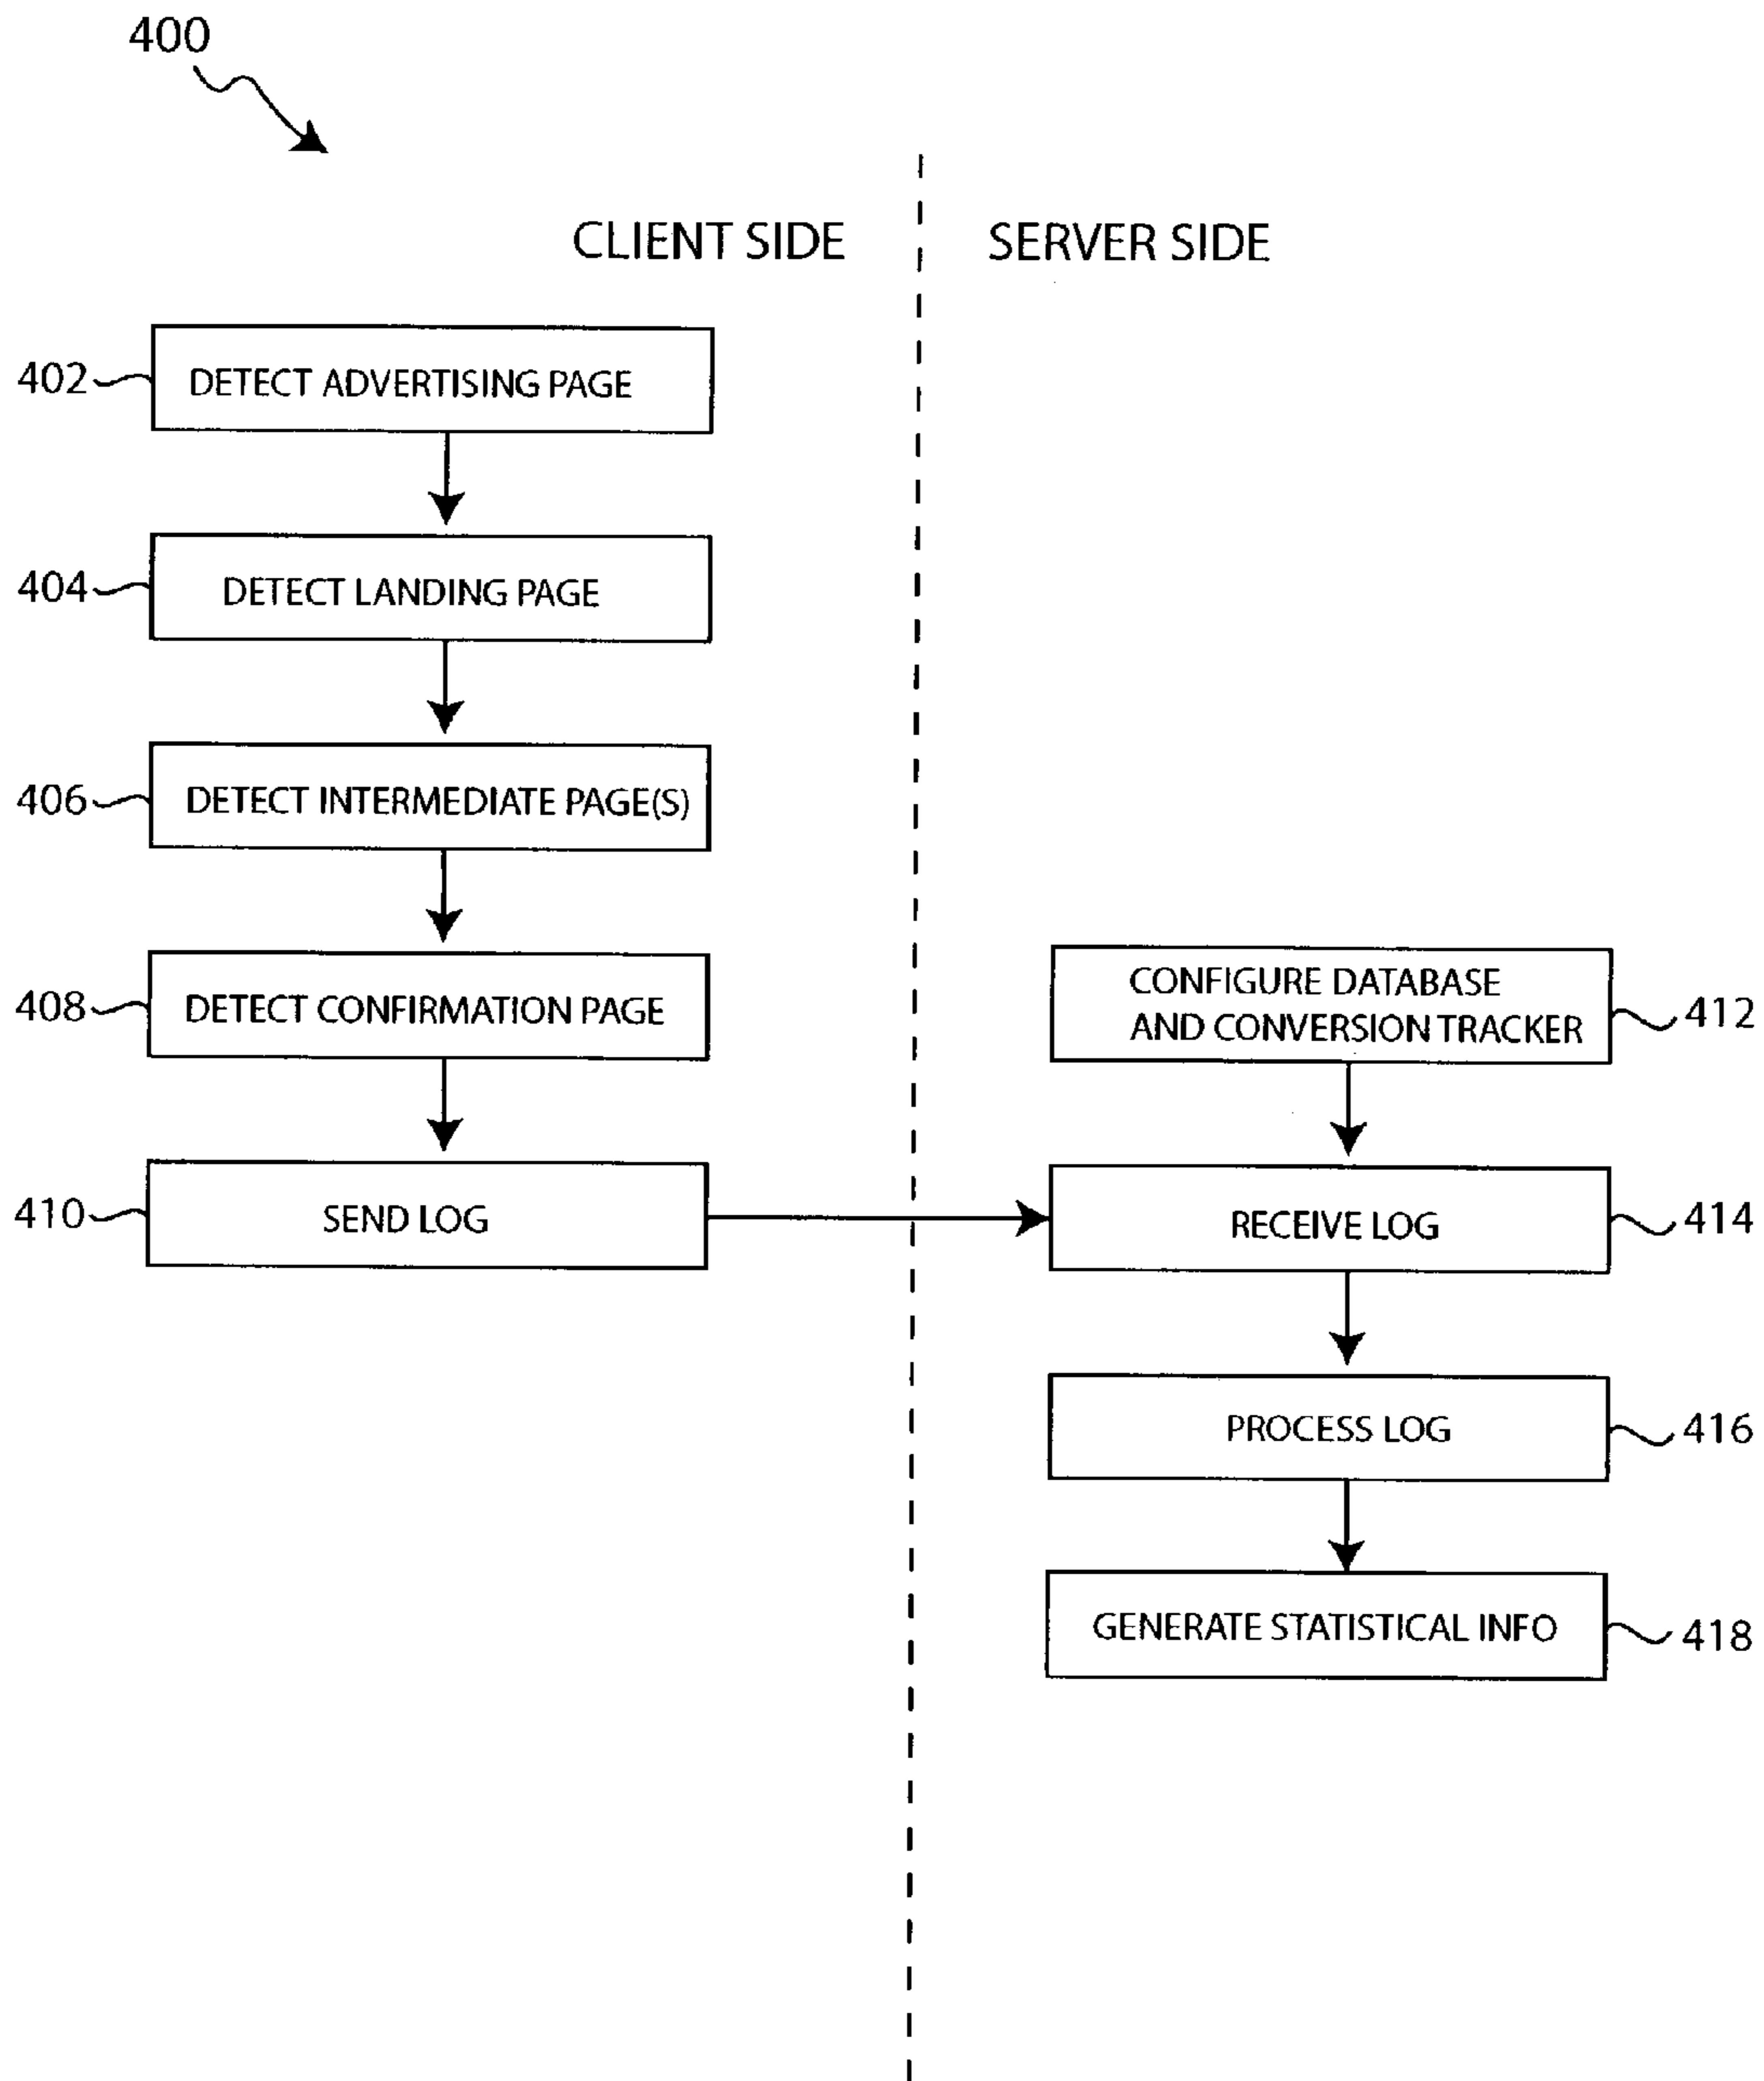 400
CLIENT SIDE
SERVER SIDE
402
DETECT ADVERTISING PAGE
404
DETECT LANDING PAGE
406
DETECT INTERMEDIATE PAGE(S)
408
DETECT CONFIRMATION PAGE
410
SEND LOG
CONFIGURE DATABASE
AND CONVERSION TRACKER
412
RECEIVE LOG
414
PROCESS LOG
416
GENERATE STATISTICAL INFO
418